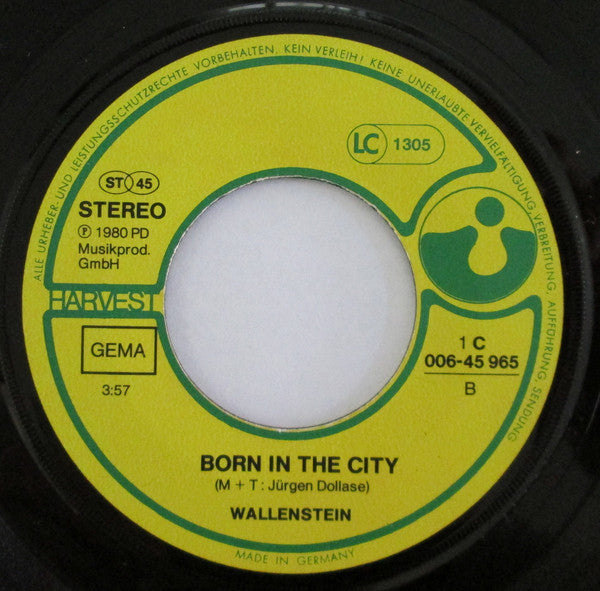 ALLE URHEBER- UND LEISTUNGSSCHUTZRECHTE VORBEHALTEN. KEIN VERLEIH! KEINE UNERLAUBTE VERVIELFÄLTIGUNG, VERBREITUNG, AUFFÜHRUNG, SENDUNG
LC 1305
ST 45
STEREO
℗ 1980 PD
Musikprod.
GmbH
HARVEST
GEMA
3:57
1 C
006-45 965
B
BORN IN THE CITY
(M + T : Jürgen Dollase)
WALLENSTEIN
MADE IN GERMANY